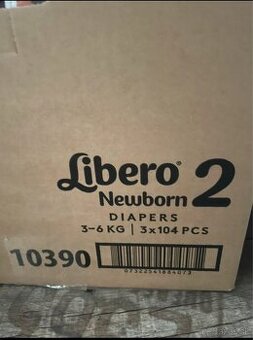 Libero 2
Newborn
DIAPERS
3–6 KG | 3x104 PCS
10390